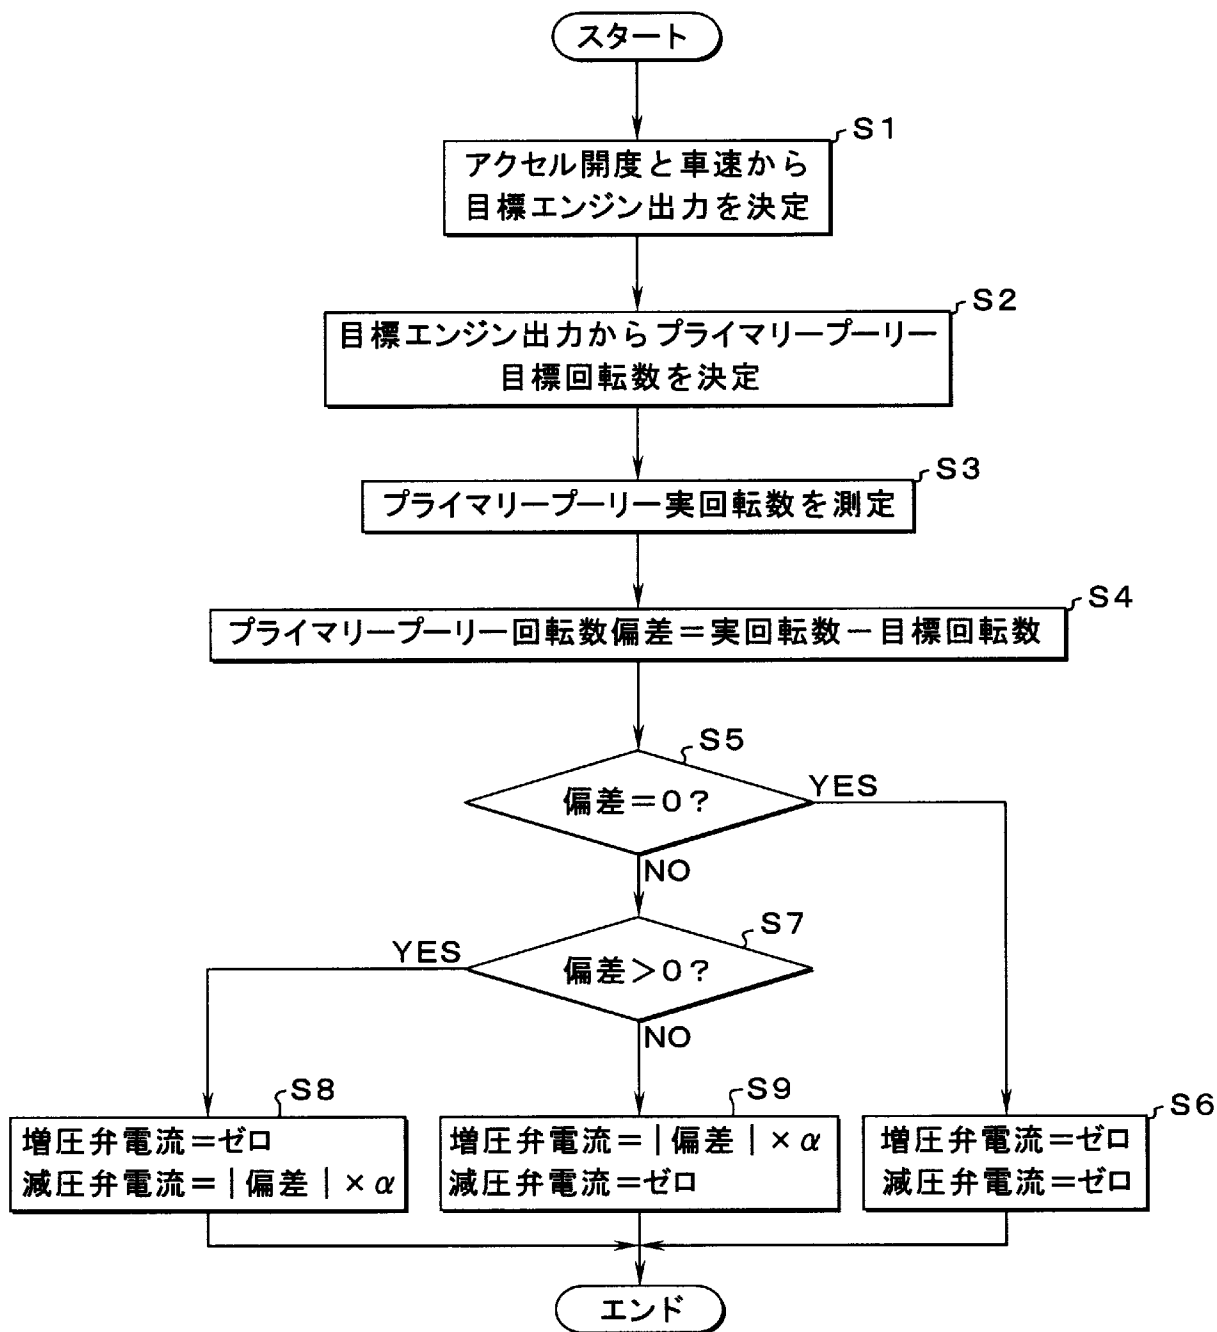 スタート
S1
アクセル開度と車速から
目標エンジン出力を決定
S2
目標エンジン出力からプライマリープーリー
目標回転数を決定
S3
プライマリープーリー実回転数を測定
S4
プライマリープーリー回転数偏差=実回転数-目標回転数
S5
偏差=0?
YES
NO
S7
偏差>0?
YES
NO
S8
増圧弁電流=ゼロ
減圧弁電流=|偏差|×α
S9
増圧弁電流=|偏差|×α
減圧弁電流=ゼロ
S6
増圧弁電流=ゼロ
減圧弁電流=ゼロ
エンド